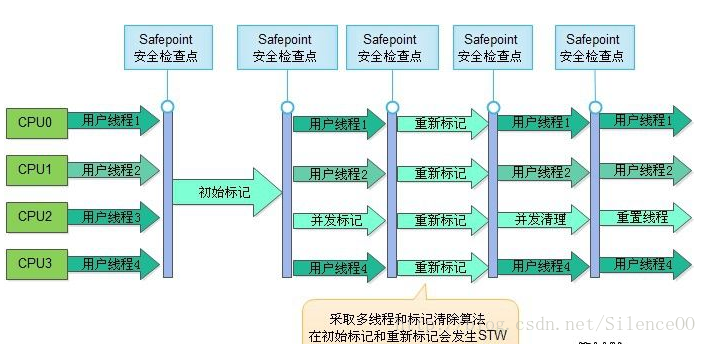 Safepoint
安全检查点
Safepoint
安全检查点
Safepoint
安全检查点
Safepoint
安全检查点
Safepoint
安全检查点
CPU0
用户线程1
用户线程1
重新标记
用户线程1
用户线程1
CPU1
用户线程2
用户线程2
重新标记
用户线程2
用户线程2
初始标记
CPU2
用户线程3
并发标记
重新标记
并发清理
重置线程
CPU3
用户线程4
用户线程4
重新标记
用户线程4
用户线程4
采取多线程和标记清除算法
在初始标记和重新标记会发生STW
csdn.net/Silence00